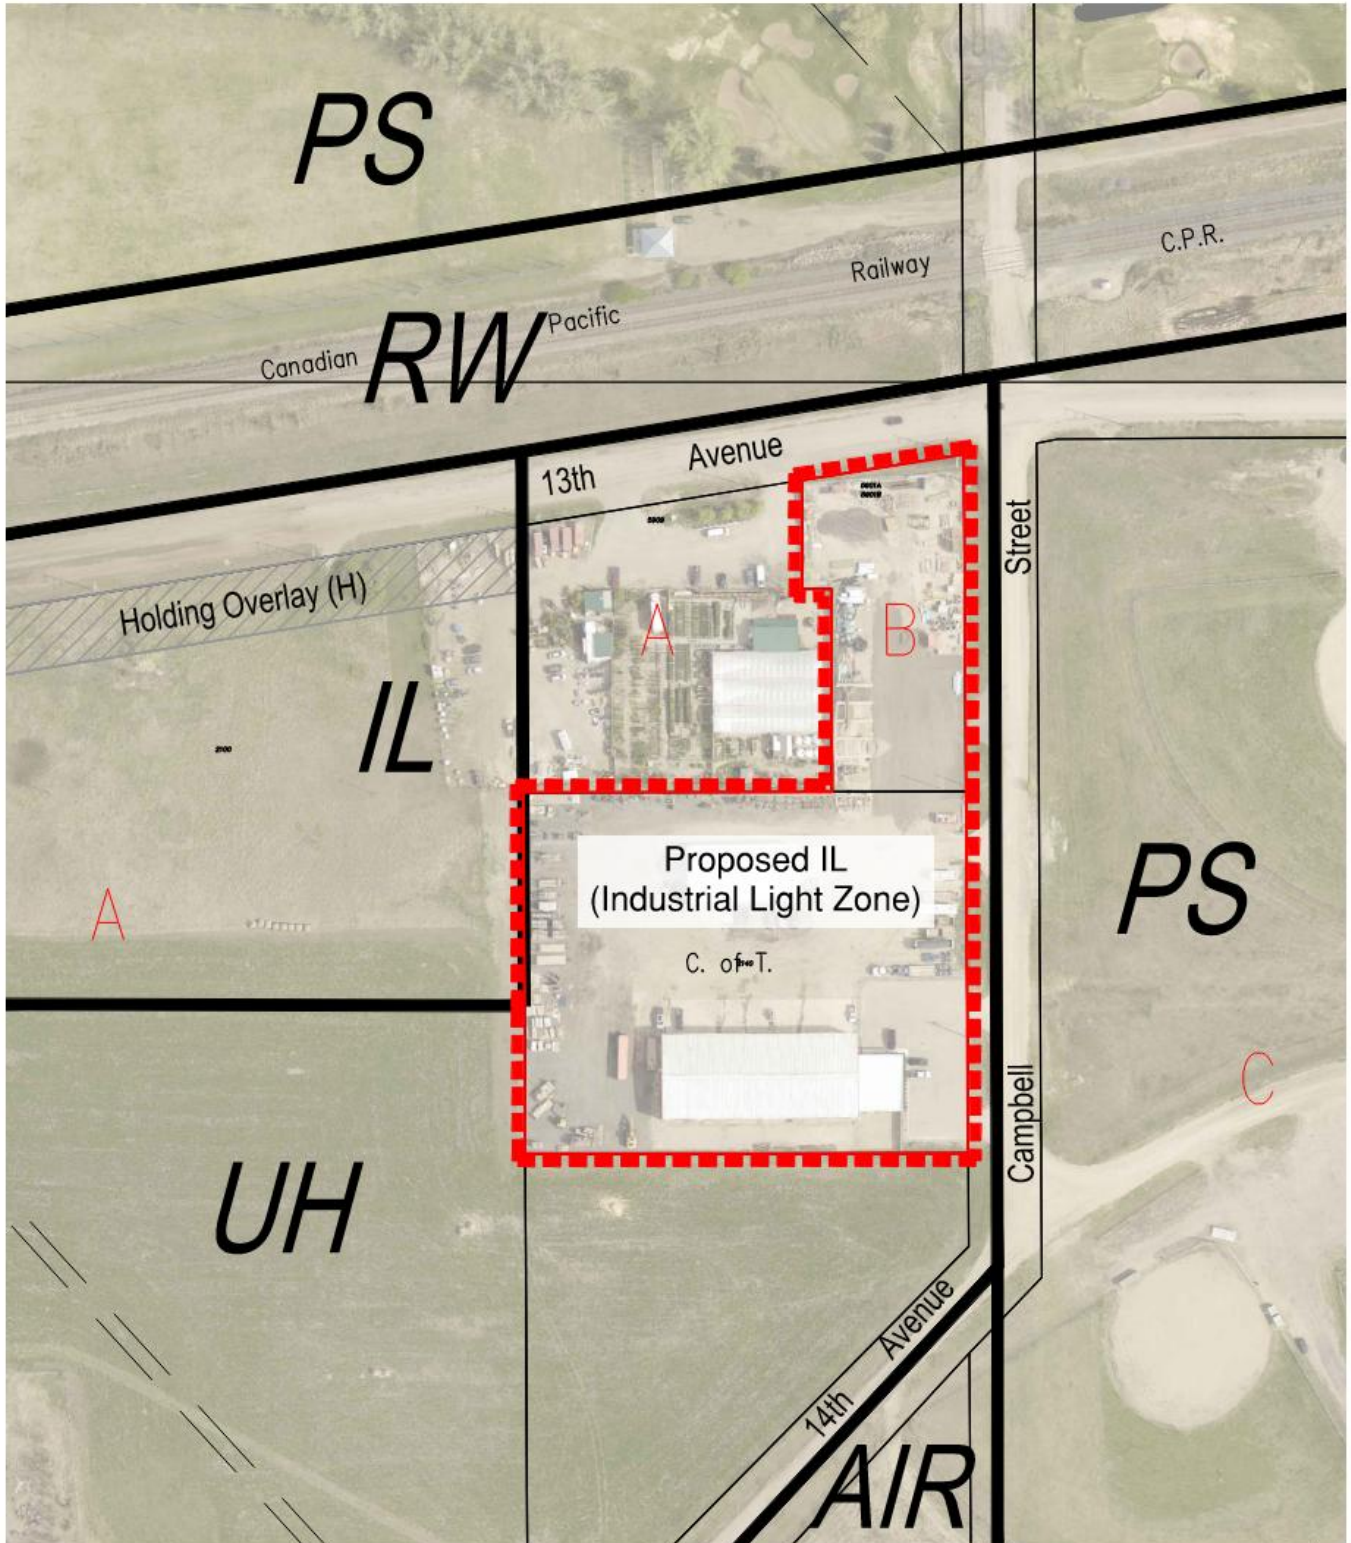 PS
C.P.R.
Railway
Pacific
Canadian
RW
Avenue
13th
Street
Holding Overlay (H)
A
B
IL
Proposed IL
(Industrial Light Zone)
PS
A
C. of T.
C
Campbell
UH
Avenue
14th
AIR